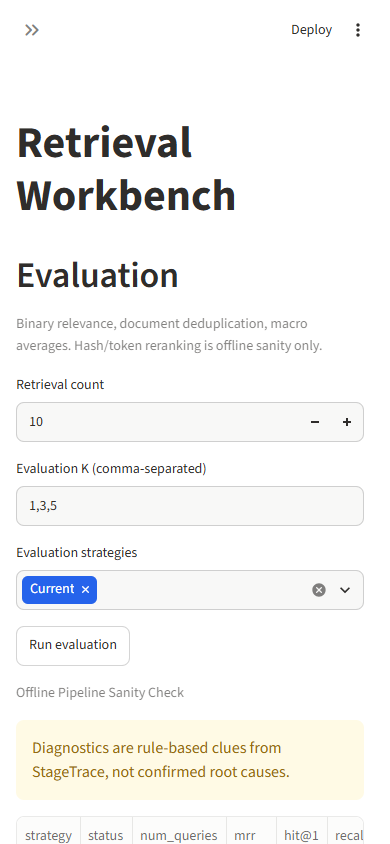 Deploy
Retrieval
Workbench
Evaluation
Binary relevance, document deduplication, macro
averages. Hash/token reranking is offline sanity only.
Retrieval count
10
Evaluation K (comma-separated)
1,3,5
Evaluation strategies
Current
Run evaluation
Offline Pipeline Sanity Check
Diagnostics are rule-based clues from
StageTrace, not confirmed root causes.
strategy status num_queries mrr hit@1 recal